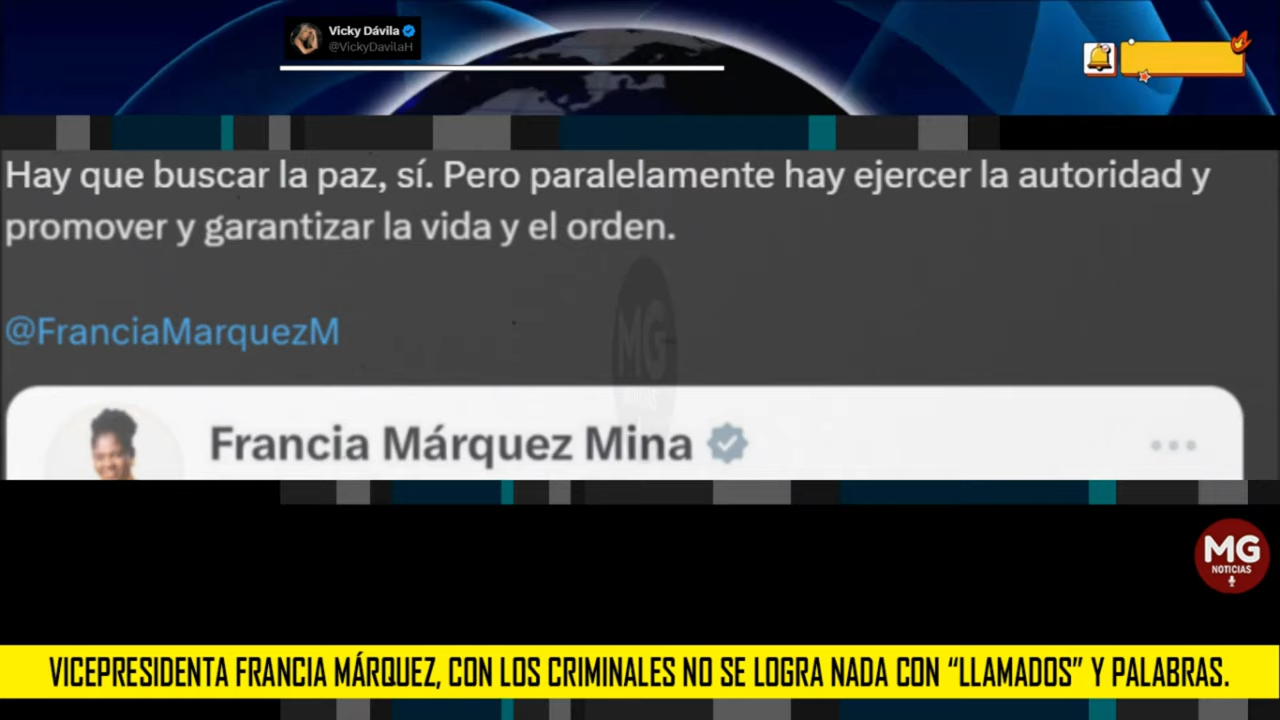 Vicky Dávila
@VickyDavilaH
Hay que buscar la paz, sí. Pero paralelamente hay ejercer la autoridad y
promover y garantizar la vida y el orden.
@FranciaMarquezM
MG
Francia Márquez Mina
MG
NOTICIAS
VICEPRESIDENTA FRANCIA MÁRQUEZ, CON LOS CRIMINALES NO SE LOGRA NADA CON “LLAMADOS” Y PALABRAS.